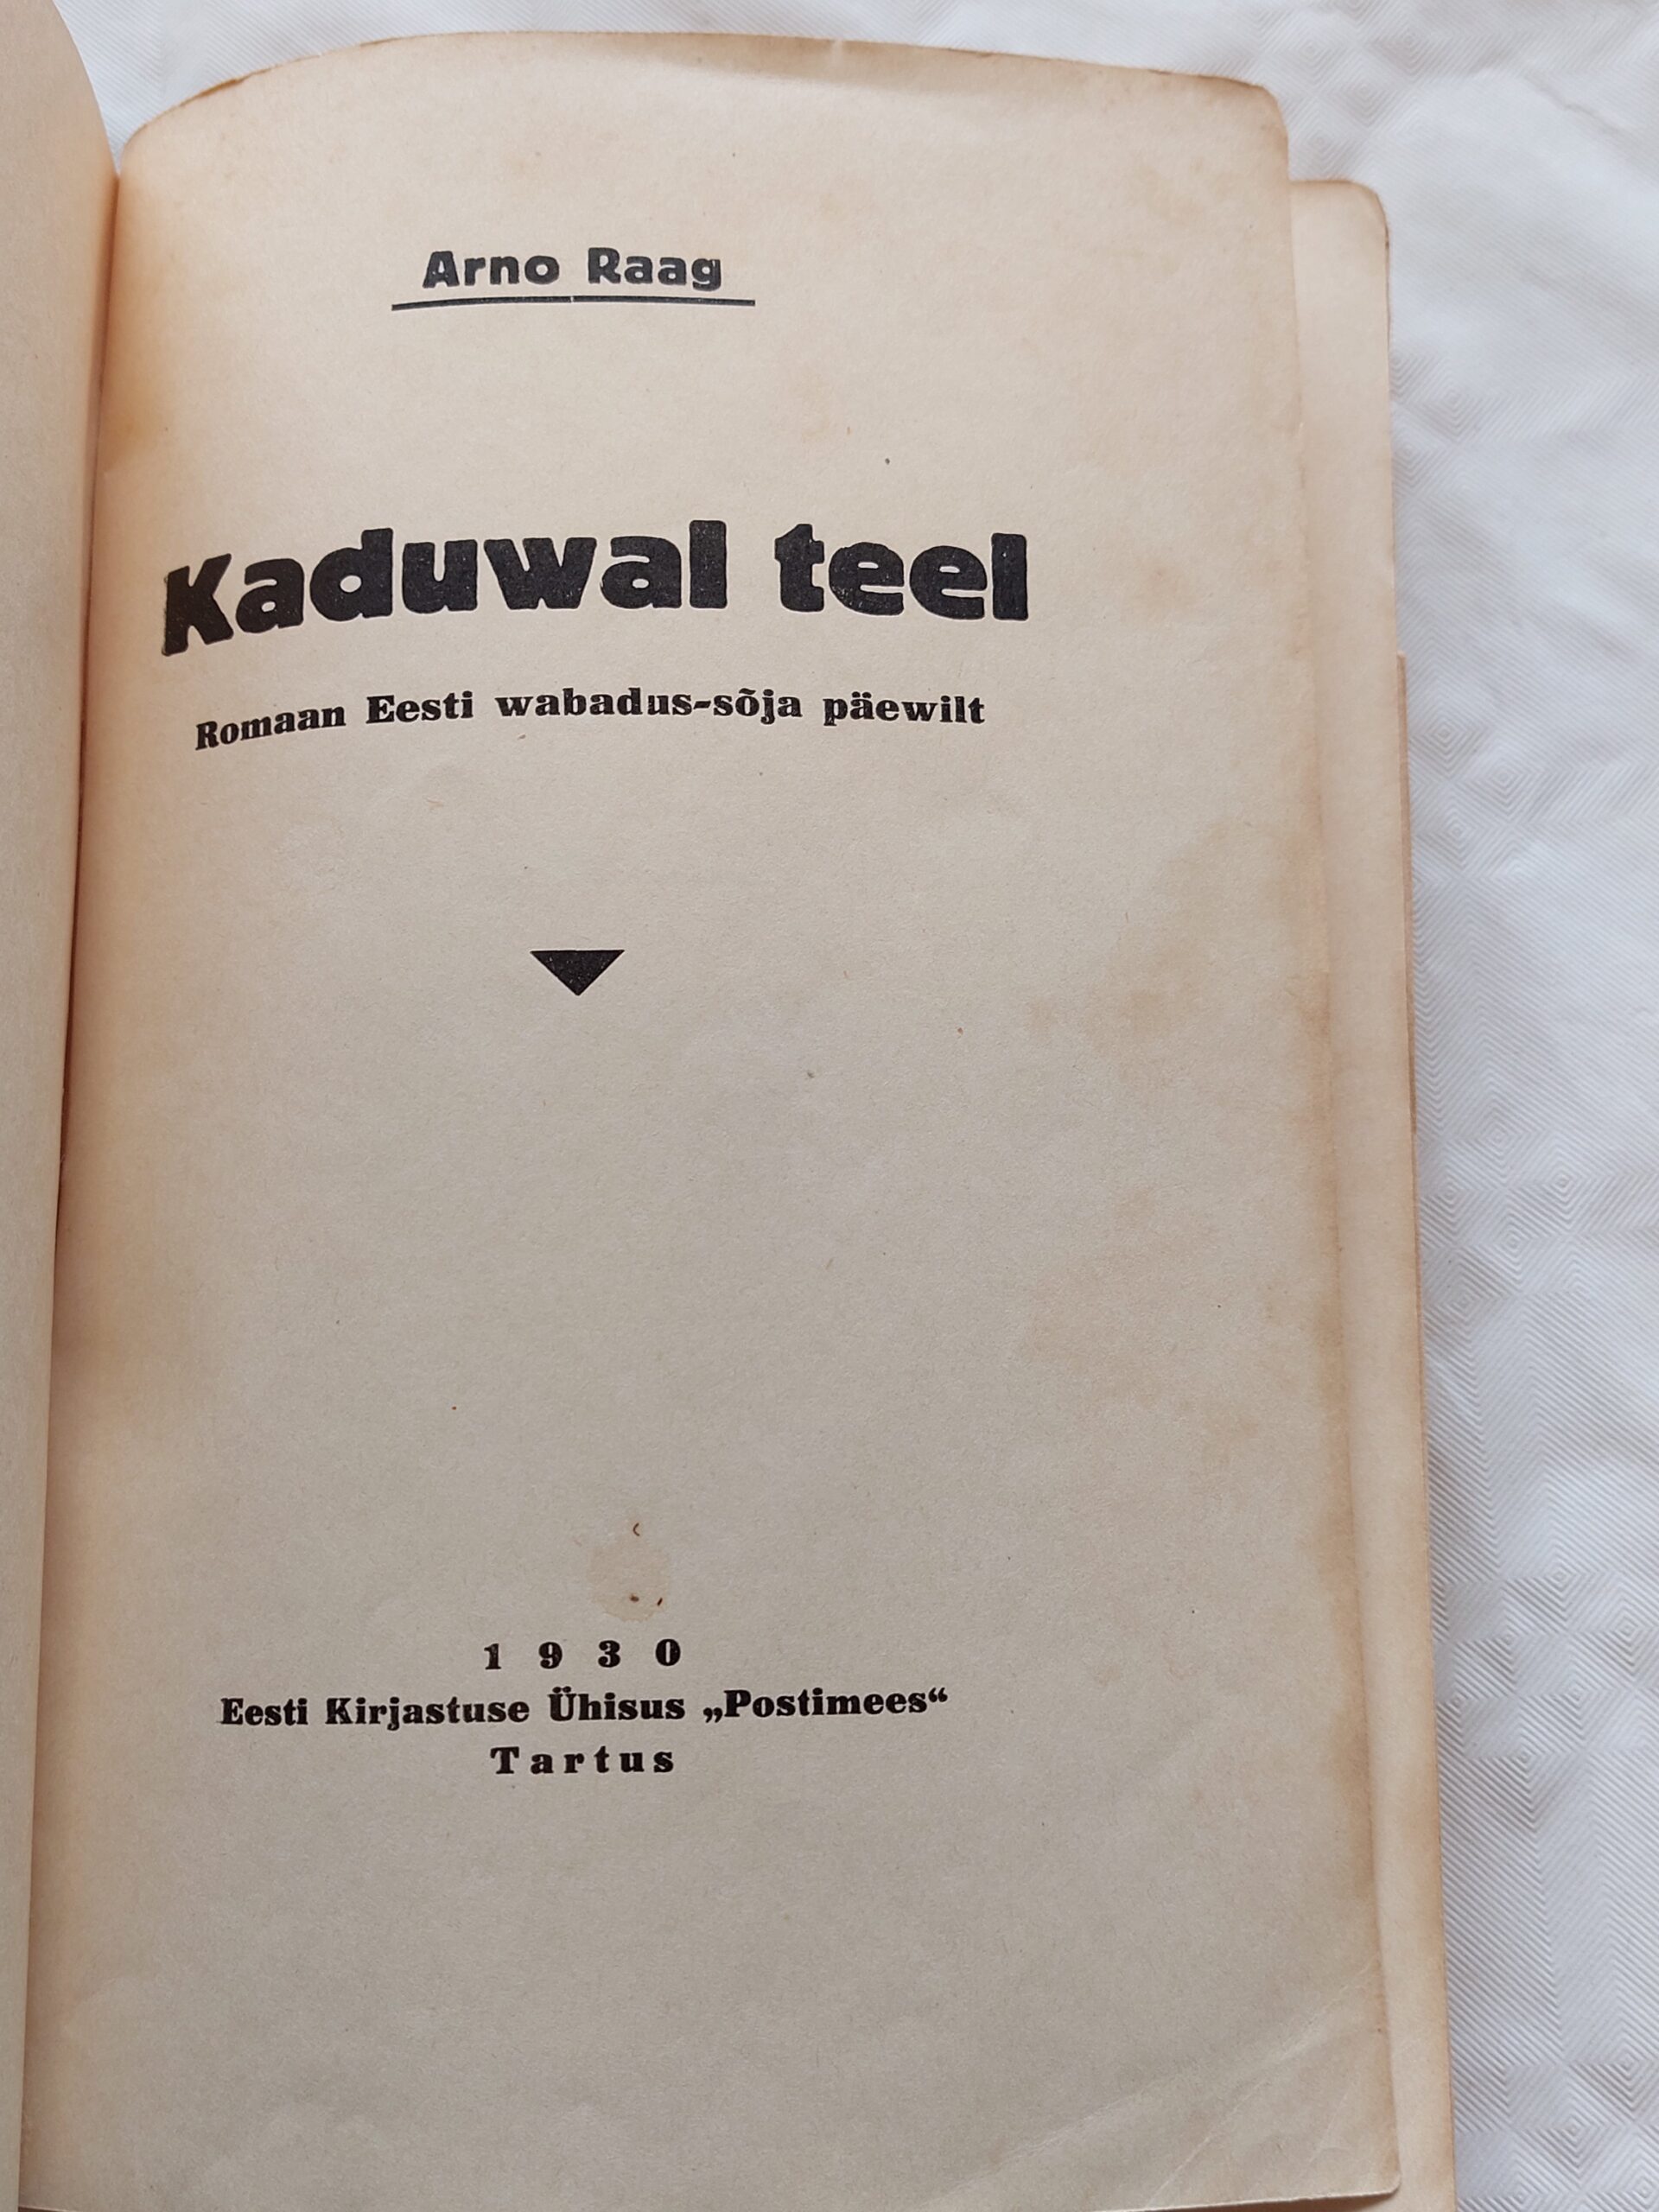 Arno Raag
Kaduwal teel
Romaan Eesti wabadus-sõja päewilt
1930
Eesti Kirjastuse Ühisus „Postimees“
Tartus